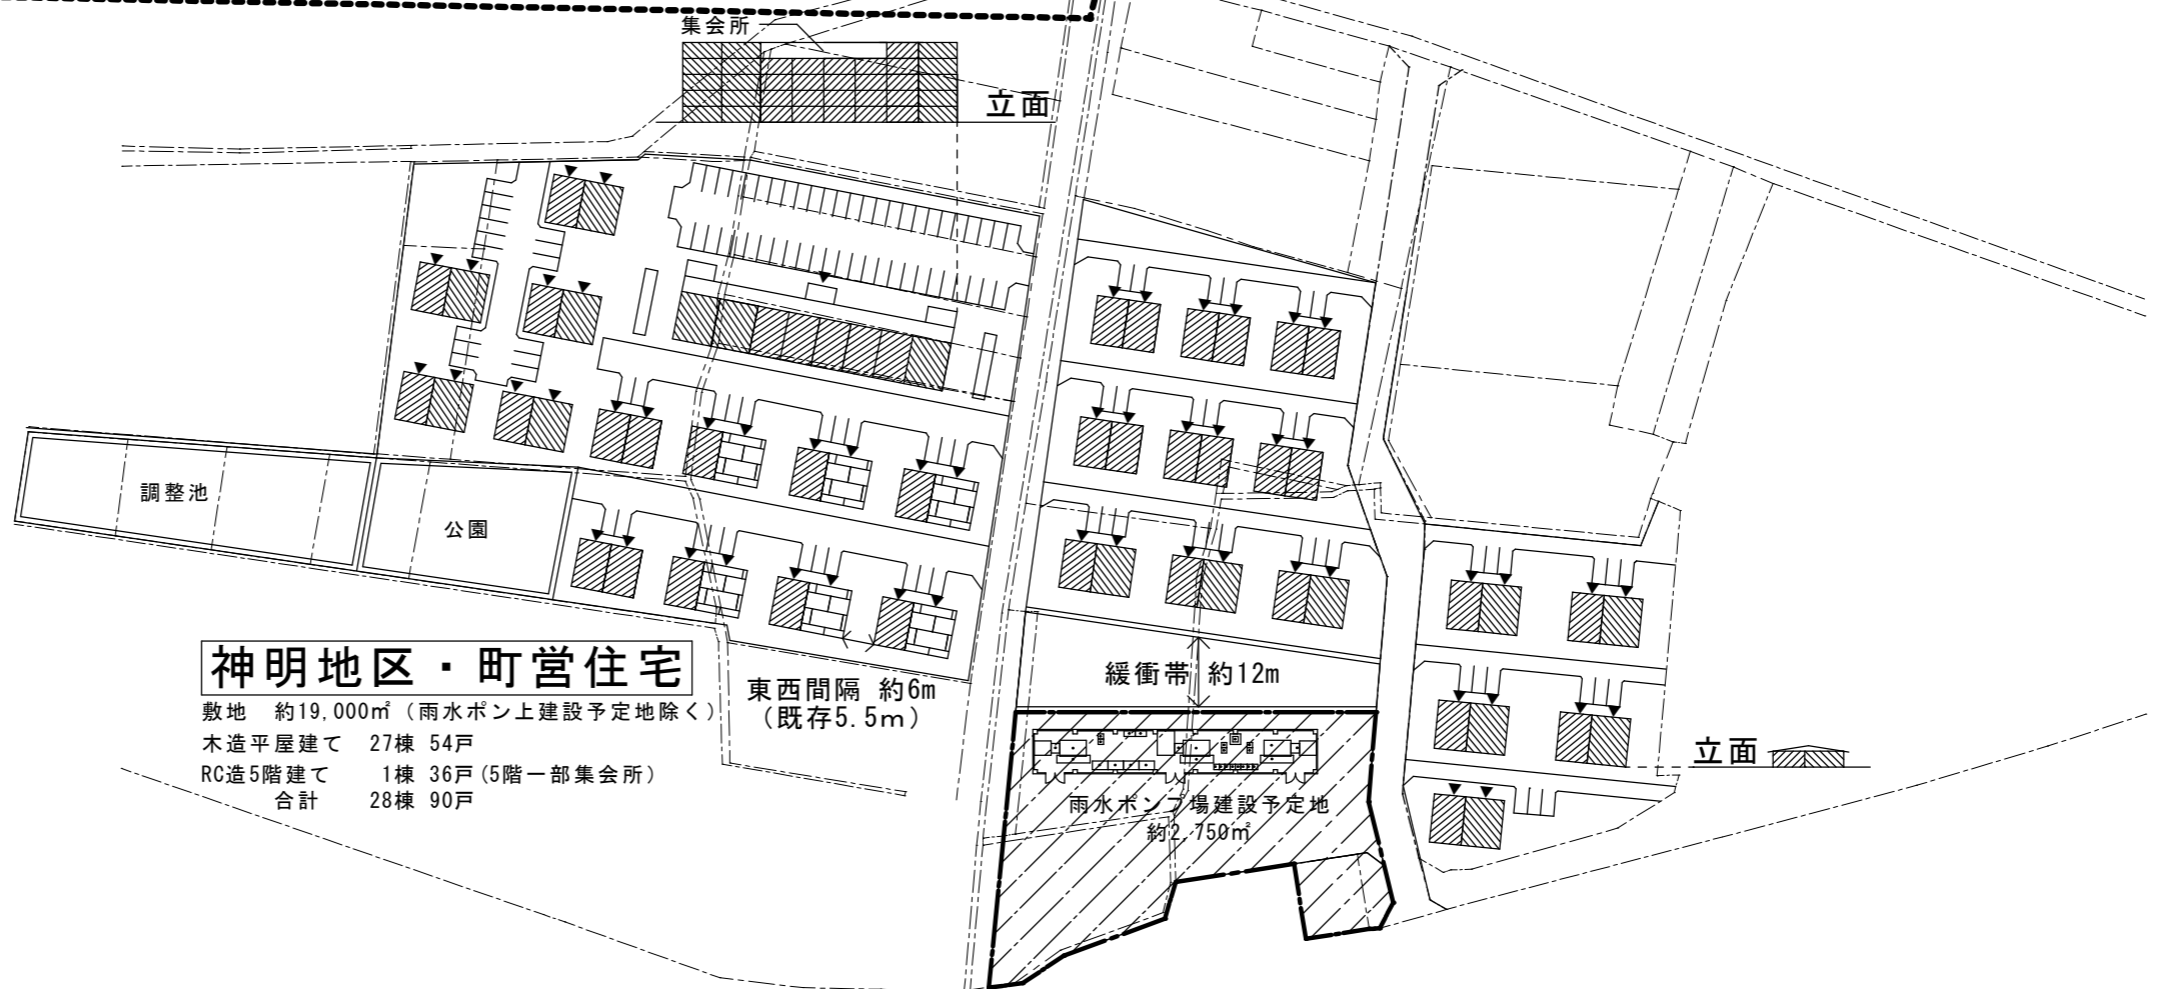 集会所
立面
調整池
公園
神明地区・町営住宅
敷地 約19,000㎡（雨水ポン上建設予定地除く）
木造平屋建て 27棟 54戸
RC造5階建て 1棟 36戸(5階一部集会所)
合計 28棟 90戸
東西間隔 約6m
（既存5.5m）
緩衝帯 約12m
雨水ポンプ場建設予定地
約2,750㎡
立面